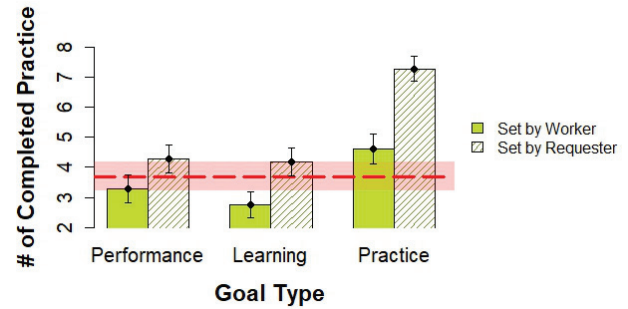 # of Completed Practice
8
7
6
5
4
3
2
Performance
Learning
Practice
Goal Type
Set by Worker
Set by Requester